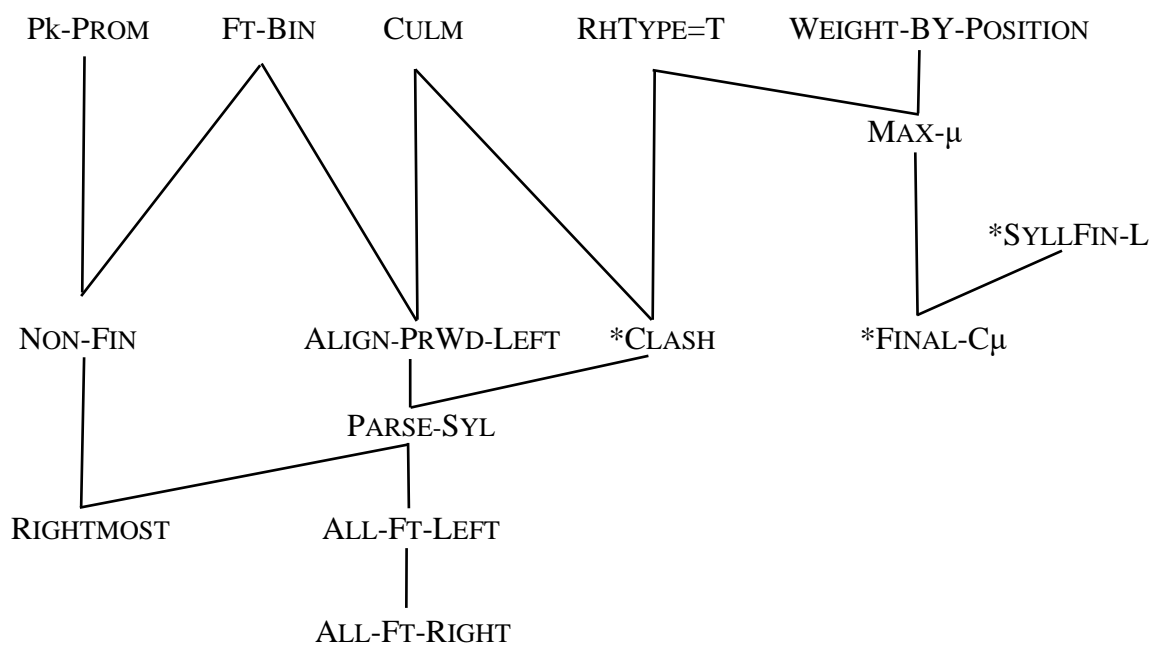 PK-PROM FT-BIN CULM RHTYPE=T WEIGHT-BY-POSITION
MAX-μ
*SYLLFIN-L
NON-FIN ALIGN-PRWD-LEFT *CLASH *FINAL-Cμ
PARSE-SYL
RIGHTMOST ALL-FT-LEFT
ALL-FT-RIGHT